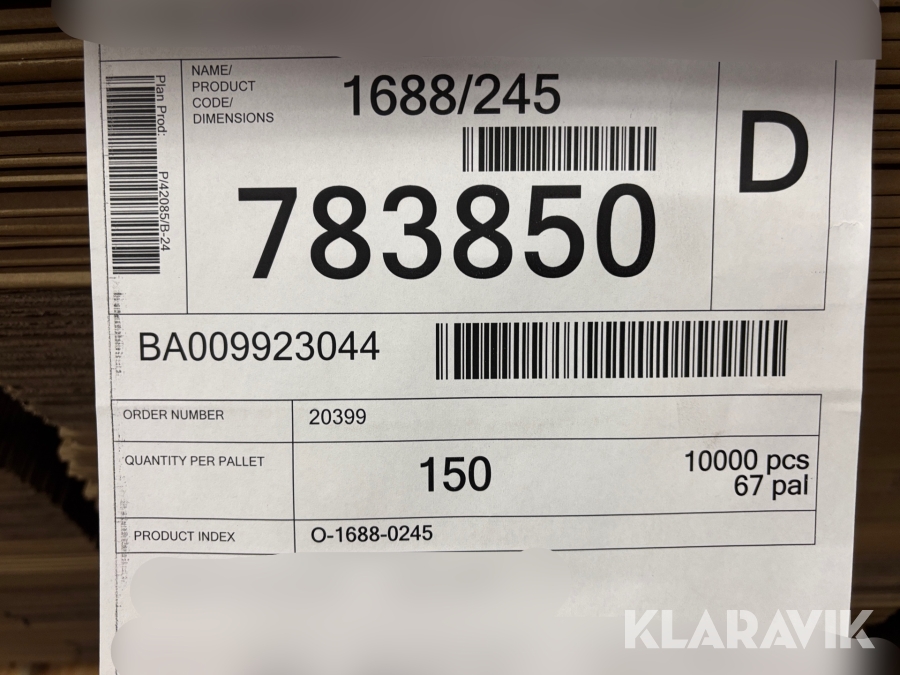 NAME/
PRODUCT
CODE/
DIMENSIONS
1688/245
D
783850
Plan Prod:
P/42085/B-24
BA009923044
ORDER NUMBER
20399
QUANTITY PER PALLET
150
10000 pcs
67 pal
PRODUCT INDEX
O-1688-0245
KLARAVIK